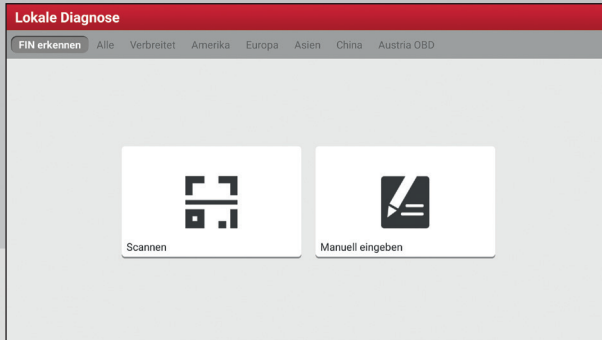 Lokale Diagnose
FIN erkennen Alle Verbreitet Amerika Europa Asien China Austria OBD
Scannen Manuell eingeben